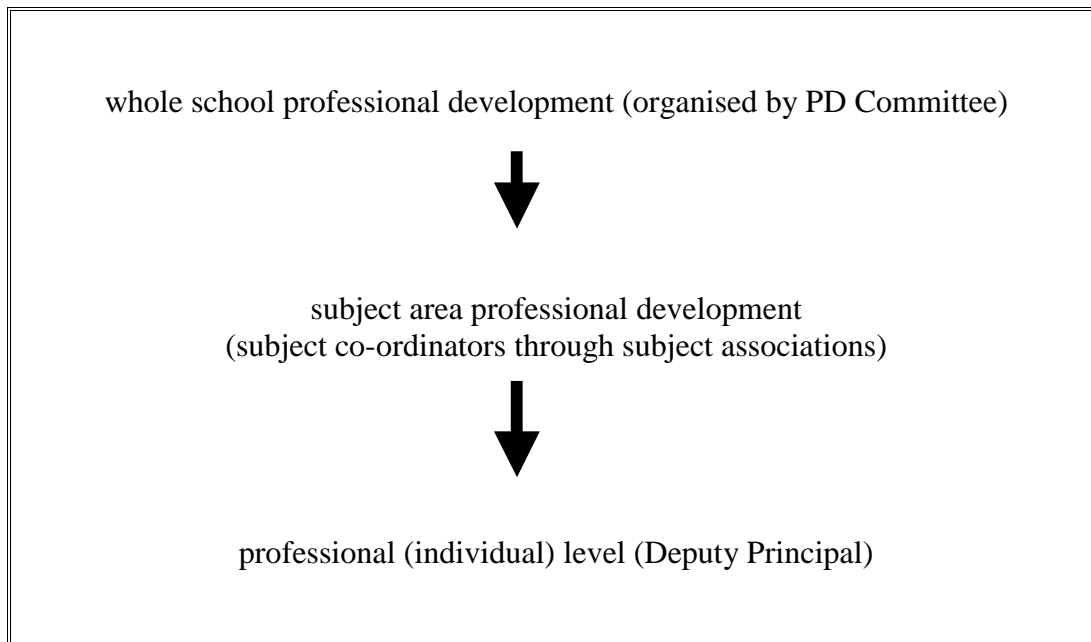 whole school professional development (organised by PD Committee)
subject area professional development
(subject co-ordinators through subject associations)
professional (individual) level (Deputy Principal)